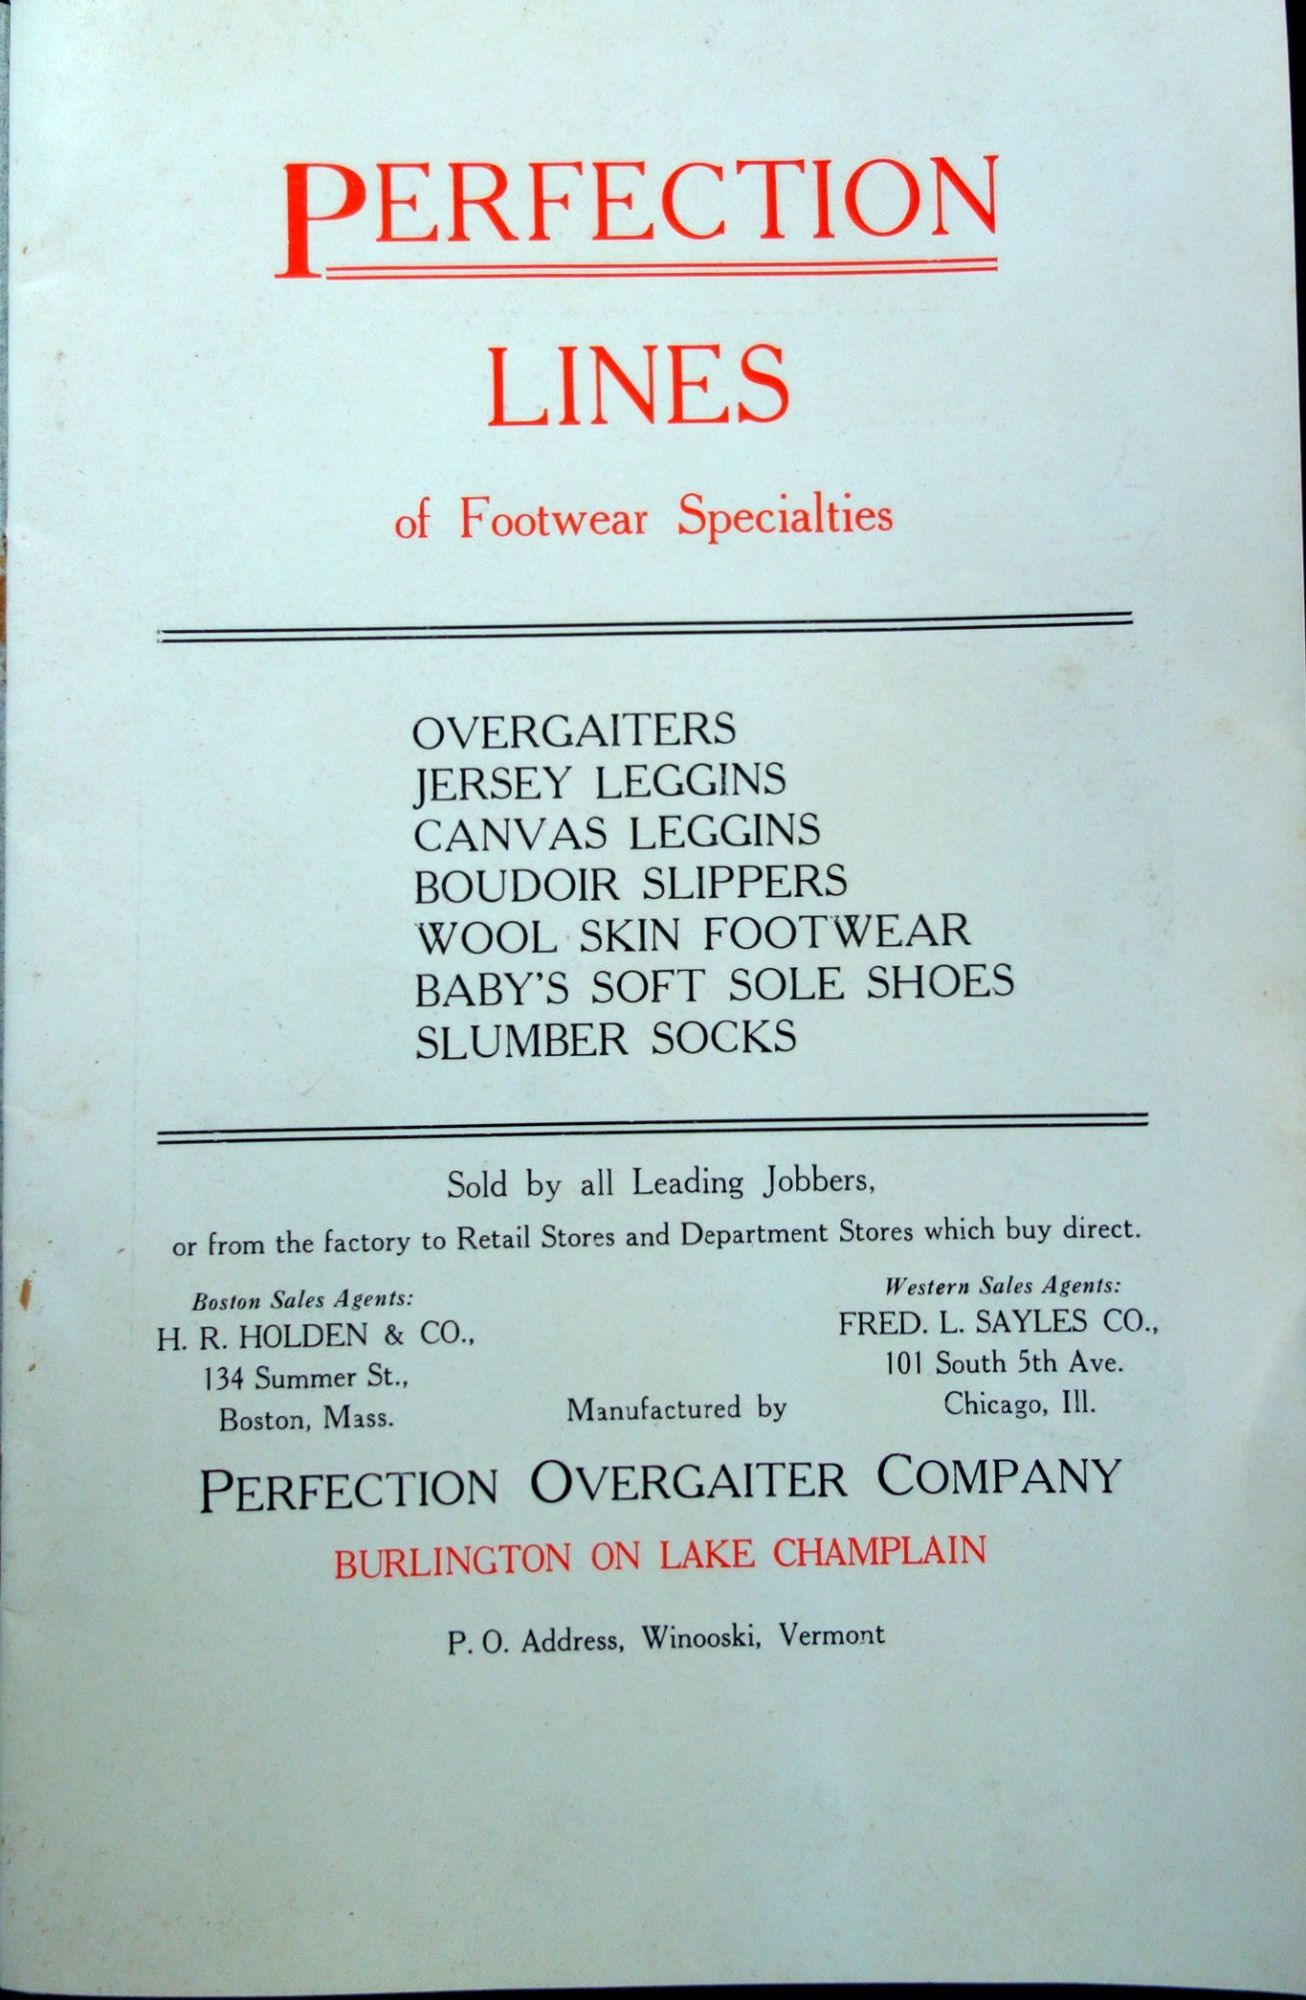 PERFECTION
LINES
of Footwear Specialties
OVERGAITERS
JERSEY LEGGINS
CANVAS LEGGINS
BOUDOIR SLIPPERS
WOOL SKIN FOOTWEAR
BABY'S SOFT SOLE SHOES
SLUMBER SOCKS
Sold by all Leading Jobbers,
or from the factory to Retail Stores and Department Stores which buy direct.
Boston Sales Agents:
H. R. HOLDEN & CO.,
134 Summer St.,
Boston, Mass.
Western Sales Agents:
FRED. L. SAYLES CO.,
101 South 5th Ave.
Chicago, Ill.
Manufactured by
PERFECTION OVERGAITER COMPANY
BURLINGTON ON LAKE CHAMPLAIN
P. O. Address, Winooski, Vermont